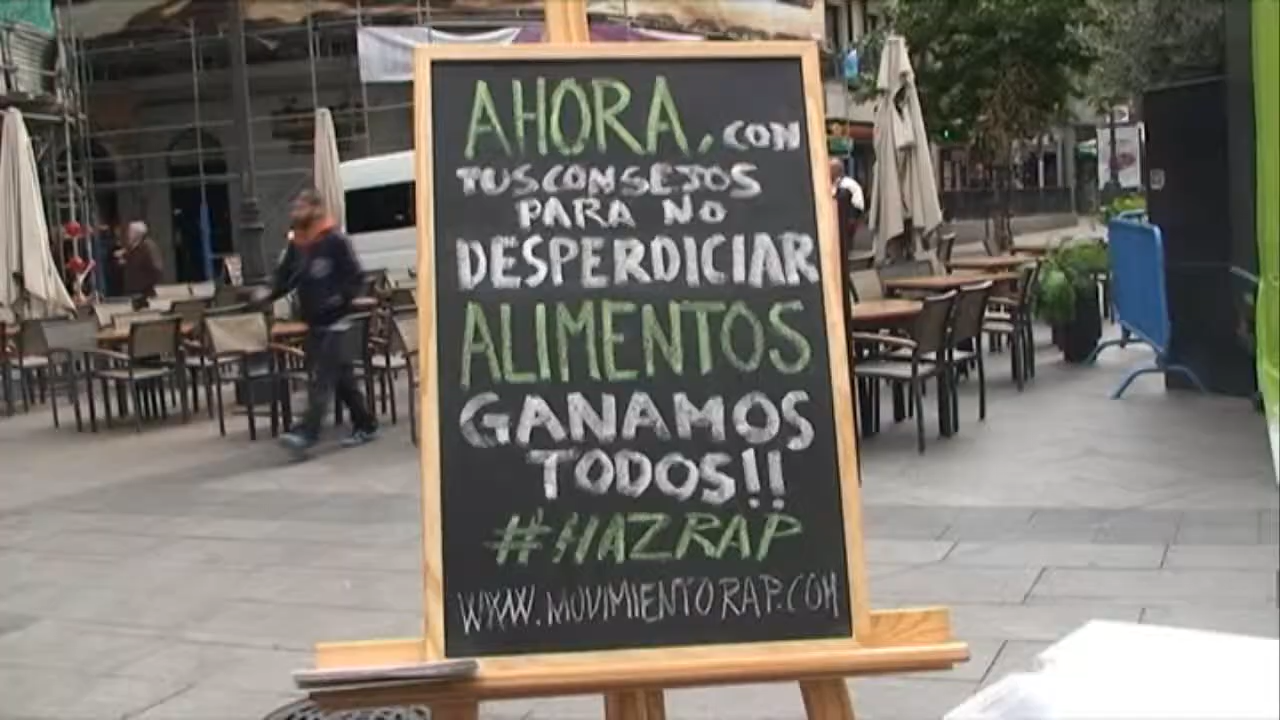 AHORA, CON
TUS CONSEJOS
PARA NO
DESPERDICIAR
ALIMENTOS
GANAMOS
TODOS!!
#HAZRAP
WWW.MOVIMIENTORAP.COM